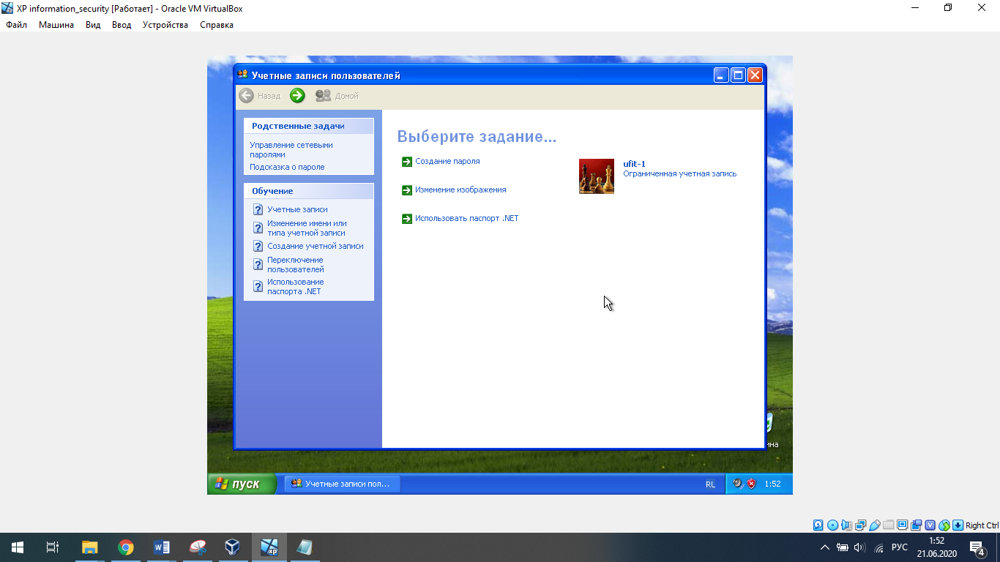 XP information_security [Работает] - Oracle VM VirtualBox
Файл Машина Вид Ввод Устройства Справка
Учетные записи пользователей
Назад Домой
Родственные задачи
Управление сетевыми
паролями
Подсказка о пароле
Обучение
Учетные записи
Изменение имени или
типа учетной записи
Создание учетной записи
Переключение
пользователей
Использование
паспорта .NET
Выберите задание...
Создание пароля
Изменение изображения
Использовать паспорт .NET
ufit-1
Ограниченная учетная запись
ина
пуск Учетные записи пол... RL 1:52
Right Ctrl
РУС 1:52
21.06.2020
4